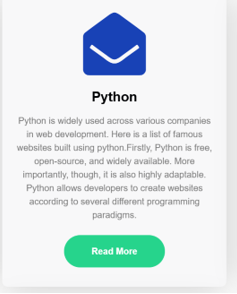 Python
Python is widely used across various companies
in web development. Here is a list of famous
websites built using python.Firstly, Python is free,
open-source, and widely available. More
importantly, though, it is also highly adaptable.
Python allows developers to create websites
according to several different programming
paradigms.
Read More